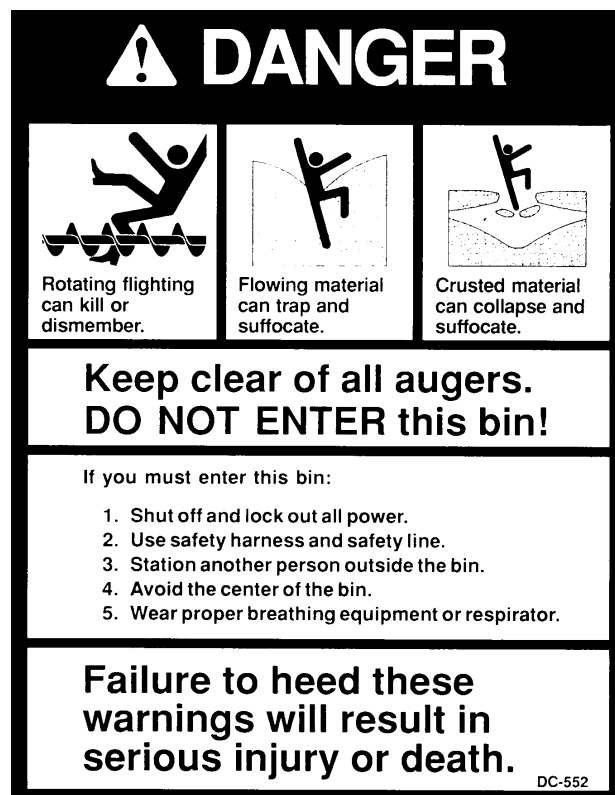 DANGER
Rotating flighting
can kill or
dismember.
Flowing material
can trap and
suffocate.
Crusted material
can collapse and
suffocate.
Keep clear of all augers.
DO NOT ENTER this bin!
If you must enter this bin:
1. Shut off and lock out all power.
2. Use safety harness and safety line.
3. Station another person outside the bin.
4. Avoid the center of the bin.
5. Wear proper breathing equipment or respirator.
Failure to heed these
warnings will result in
serious injury or death.
DC-552